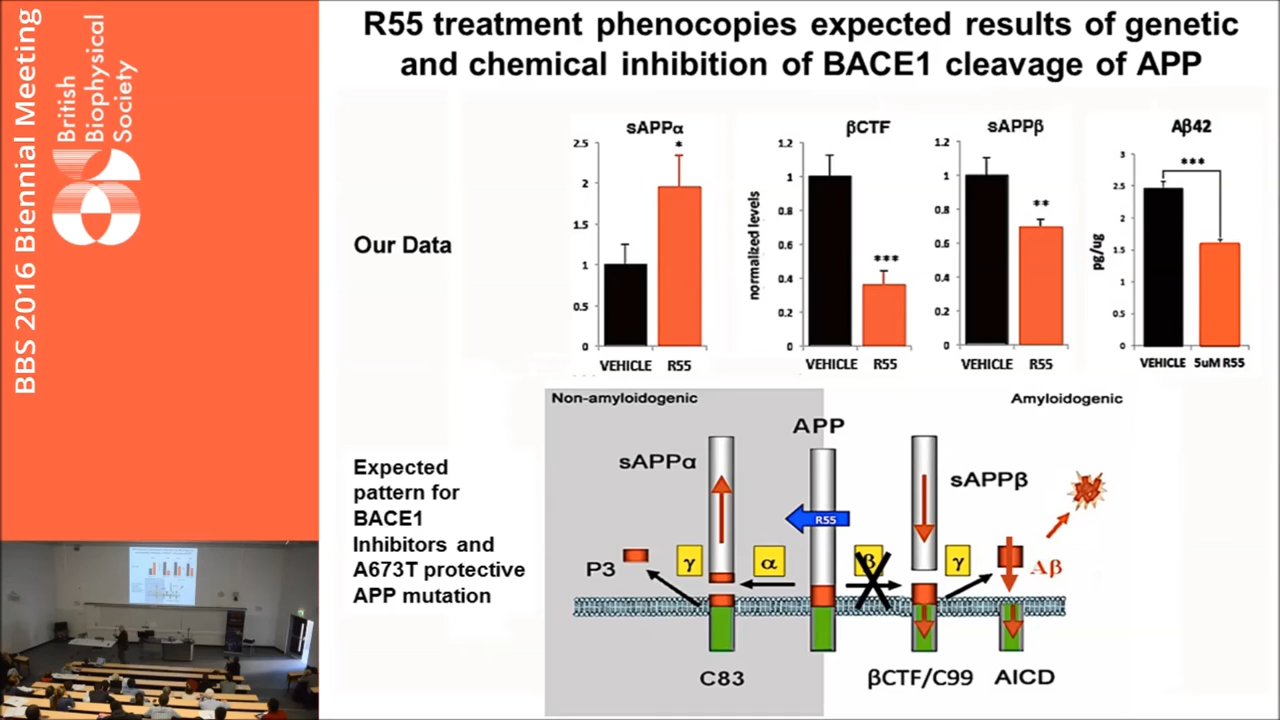 BBS 2016 Biennial Meeting
British
Biophysical
Society
R55 treatment phenocopies expected results of genetic
and chemical inhibition of BACE1 cleavage of APP
Our Data
sAPPα
*
2.5
2
1.5
1
0.5
0
VEHICLE R55
βCTF
normalized levels
1.2
1
0.8
0.6
0.4
0.2
0
***
VEHICLE R55
sAPPβ
1.2
1
0.8
0.6
0.4
0.2
0
**
VEHICLE R55
Aβ42
pg/ug
3
2.5
2
1.5
1
0.5
0
***
VEHICLE 5uM R55
Expected
pattern for
BACE1
Inhibitors and
A673T protective
APP mutation
Non-amyloidogenic
Amyloidogenic
APP
sAPPα
sAPPβ
R55
P3
γ
α
β
γ
Aβ
C83
βCTF/C99
AICD